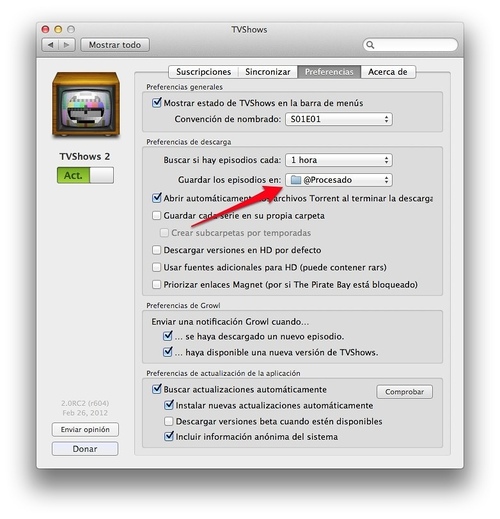 TVShows
Mostrar todo
Suscripciones Sincronizar Preferencias Acerca de
TVShows 2
Act.
2.0RC2 (r604)
Feb 26, 2012
Enviar opinión
Donar
Preferencias generales
Mostrar estado de TVShows en la barra de menús
Convención de nombrado: S01E01
Preferencias de descarga
Buscar si hay episodios cada: 1 hora
Guardar los episodios en: @Procesado
Abrir automáticamente archivos Torrent al terminar la descarga
Guardar cada serie en su propia carpeta
Crear subcarpetas por temporadas
Descargar versiones en HD por defecto
Usar fuentes adicionales para HD (puede contener rars)
Priorizar enlaces Magnet (por si The Pirate Bay está bloqueado)
Preferencias de Growl
Enviar una notificación Growl cuando...
... se haya descargado un nuevo episodio.
... haya disponible una nueva versión de TVShows.
Preferencias de actualización de la aplicación
Buscar actualizaciones automáticamente Comprobar
Instalar nuevas actualizaciones automáticamente
Descargar versiones beta cuando estén disponibles
Incluir información anónima del sistema